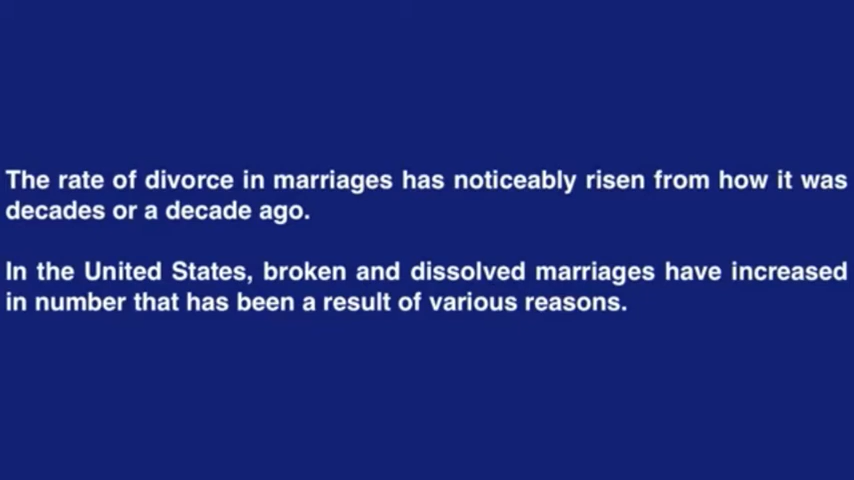 The rate of divorce in marriages has noticeably risen from how it was
decades or a decade ago.
In the United States, broken and dissolved marriages have increased
in number that has been a result of various reasons.